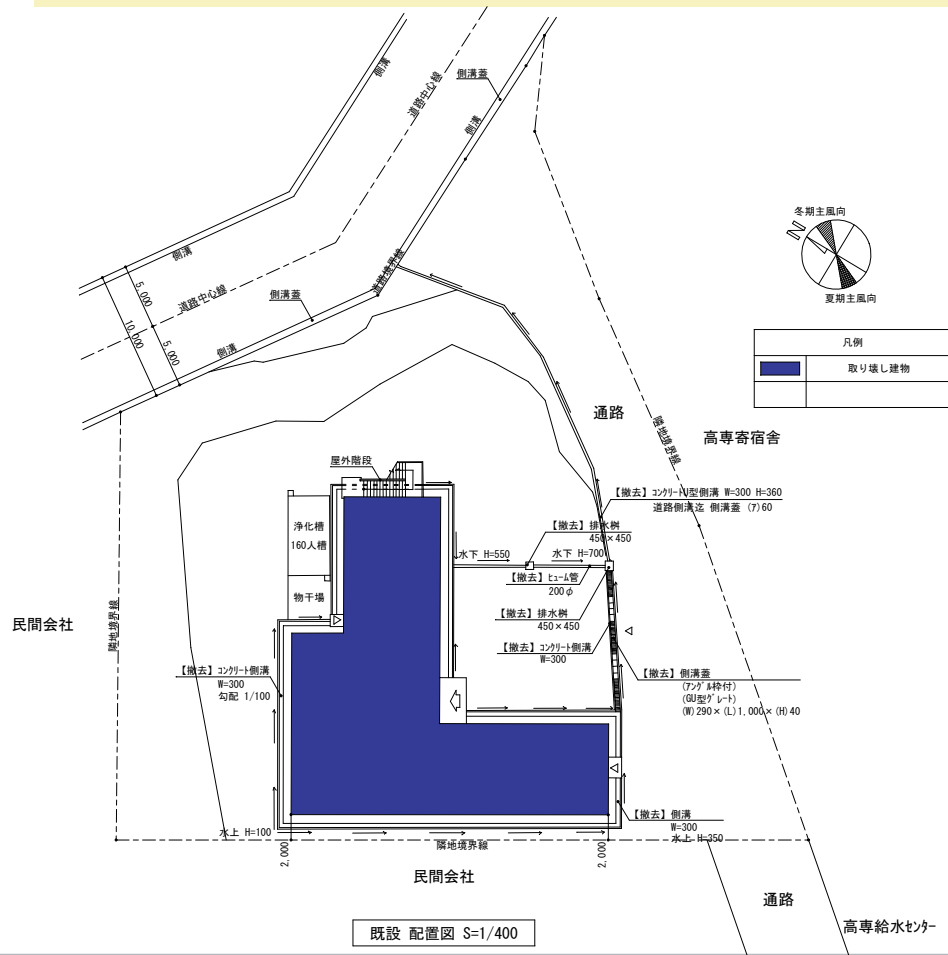 側溝
道路中心線
側溝蓋
側溝
冬期主風向
N
夏期主風向
側溝
道路境界線
5,000
道路中心線
側溝蓋
10,000
5,000
側溝
凡例
取り壊し建物
通路
隣地境界線
高専寄宿舎
屋外階段
【撤去】コンクリートU型側溝 W=300 H=360
道路側溝迄 側溝蓋 (ア)60
浄化槽
160人槽
【撤去】排水桝
450×450
水下 H=550
水下 H=700
【撤去】ヒューム管
200φ
物干場
【撤去】排水桝
450×450
民間会社
隣地境界線
【撤去】コンクリート側溝
W=300
【撤去】コンクリート側溝
W=300
勾配 1/100
【撤去】側溝蓋
(アングル枠付)
(GU型グレート)
(W)290×(L)1,000×(H)40
【撤去】側溝
W=300
水上 H=350
水上 H=100
2,000
隣地境界線
2,000
民間会社
通路
高専給水センター
既設 配置図 S=1/400